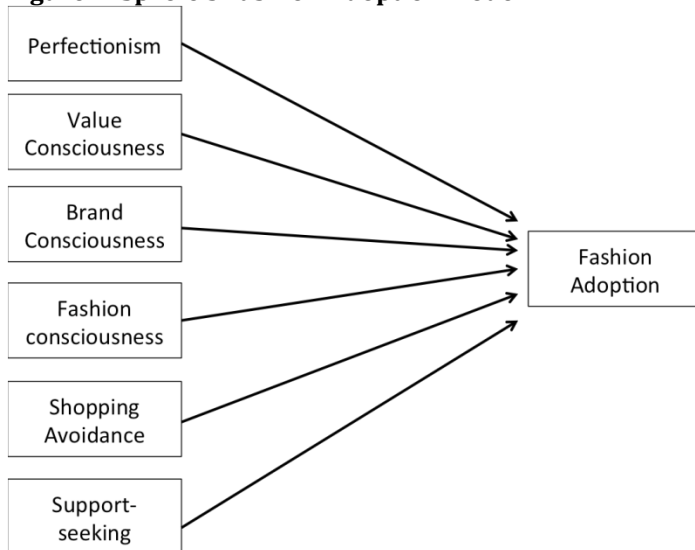 Perfectionism
Value
Consciousness
Brand
Consciousness
Fashion
consciousness
Shopping
Avoidance
Support-
seeking
Fashion
Adoption